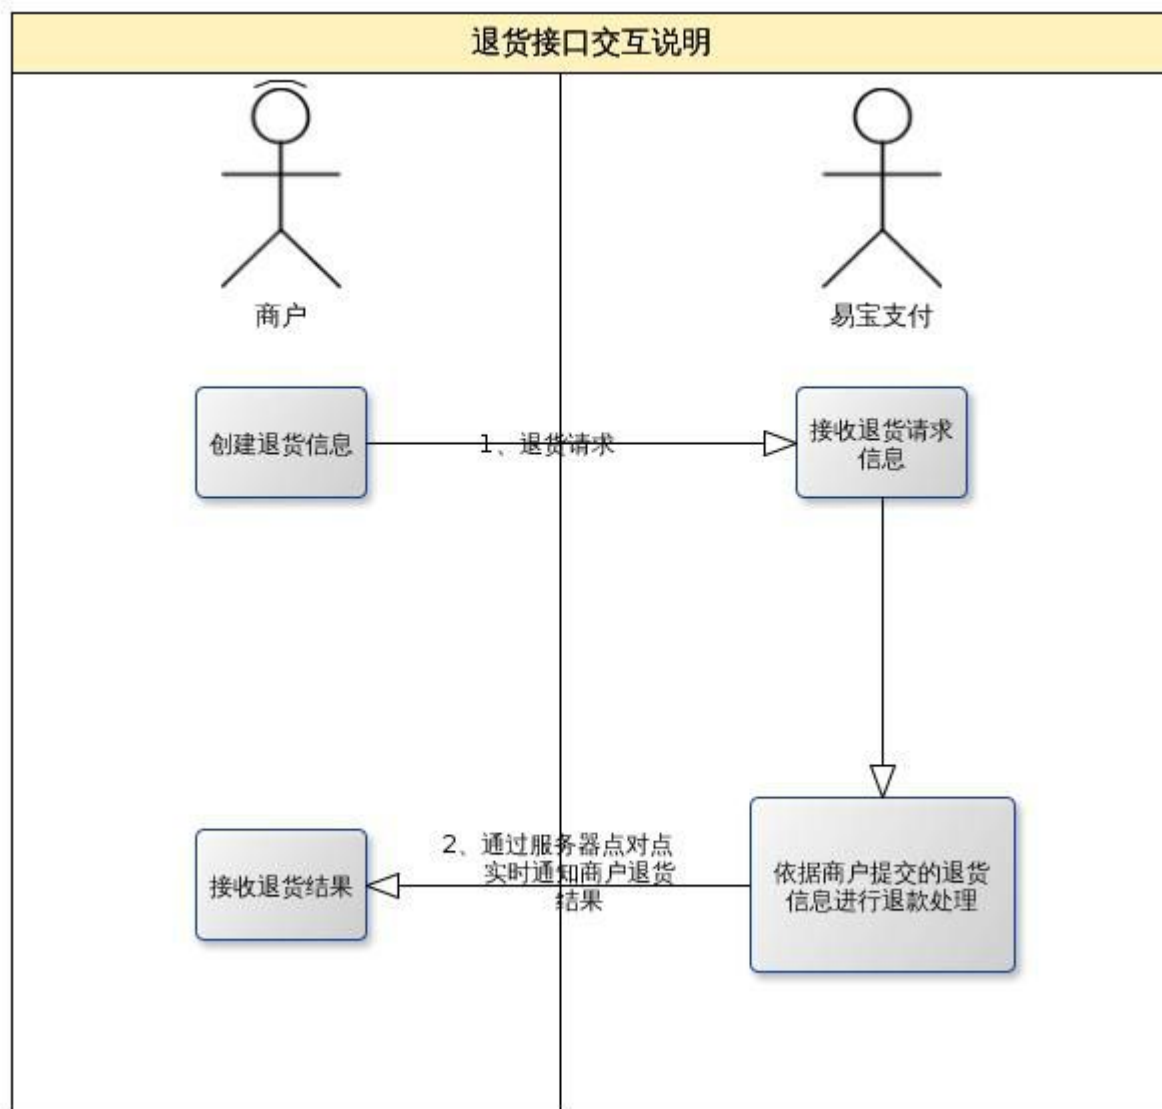 退货接口交互说明
商户
易宝支付
创建退货信息
1、退货请求
接收退货请求
信息
接收退货结果
2、通过服务器点对点
实时通知商户退货
结果
依据商户提交的退货
信息进行退款处理